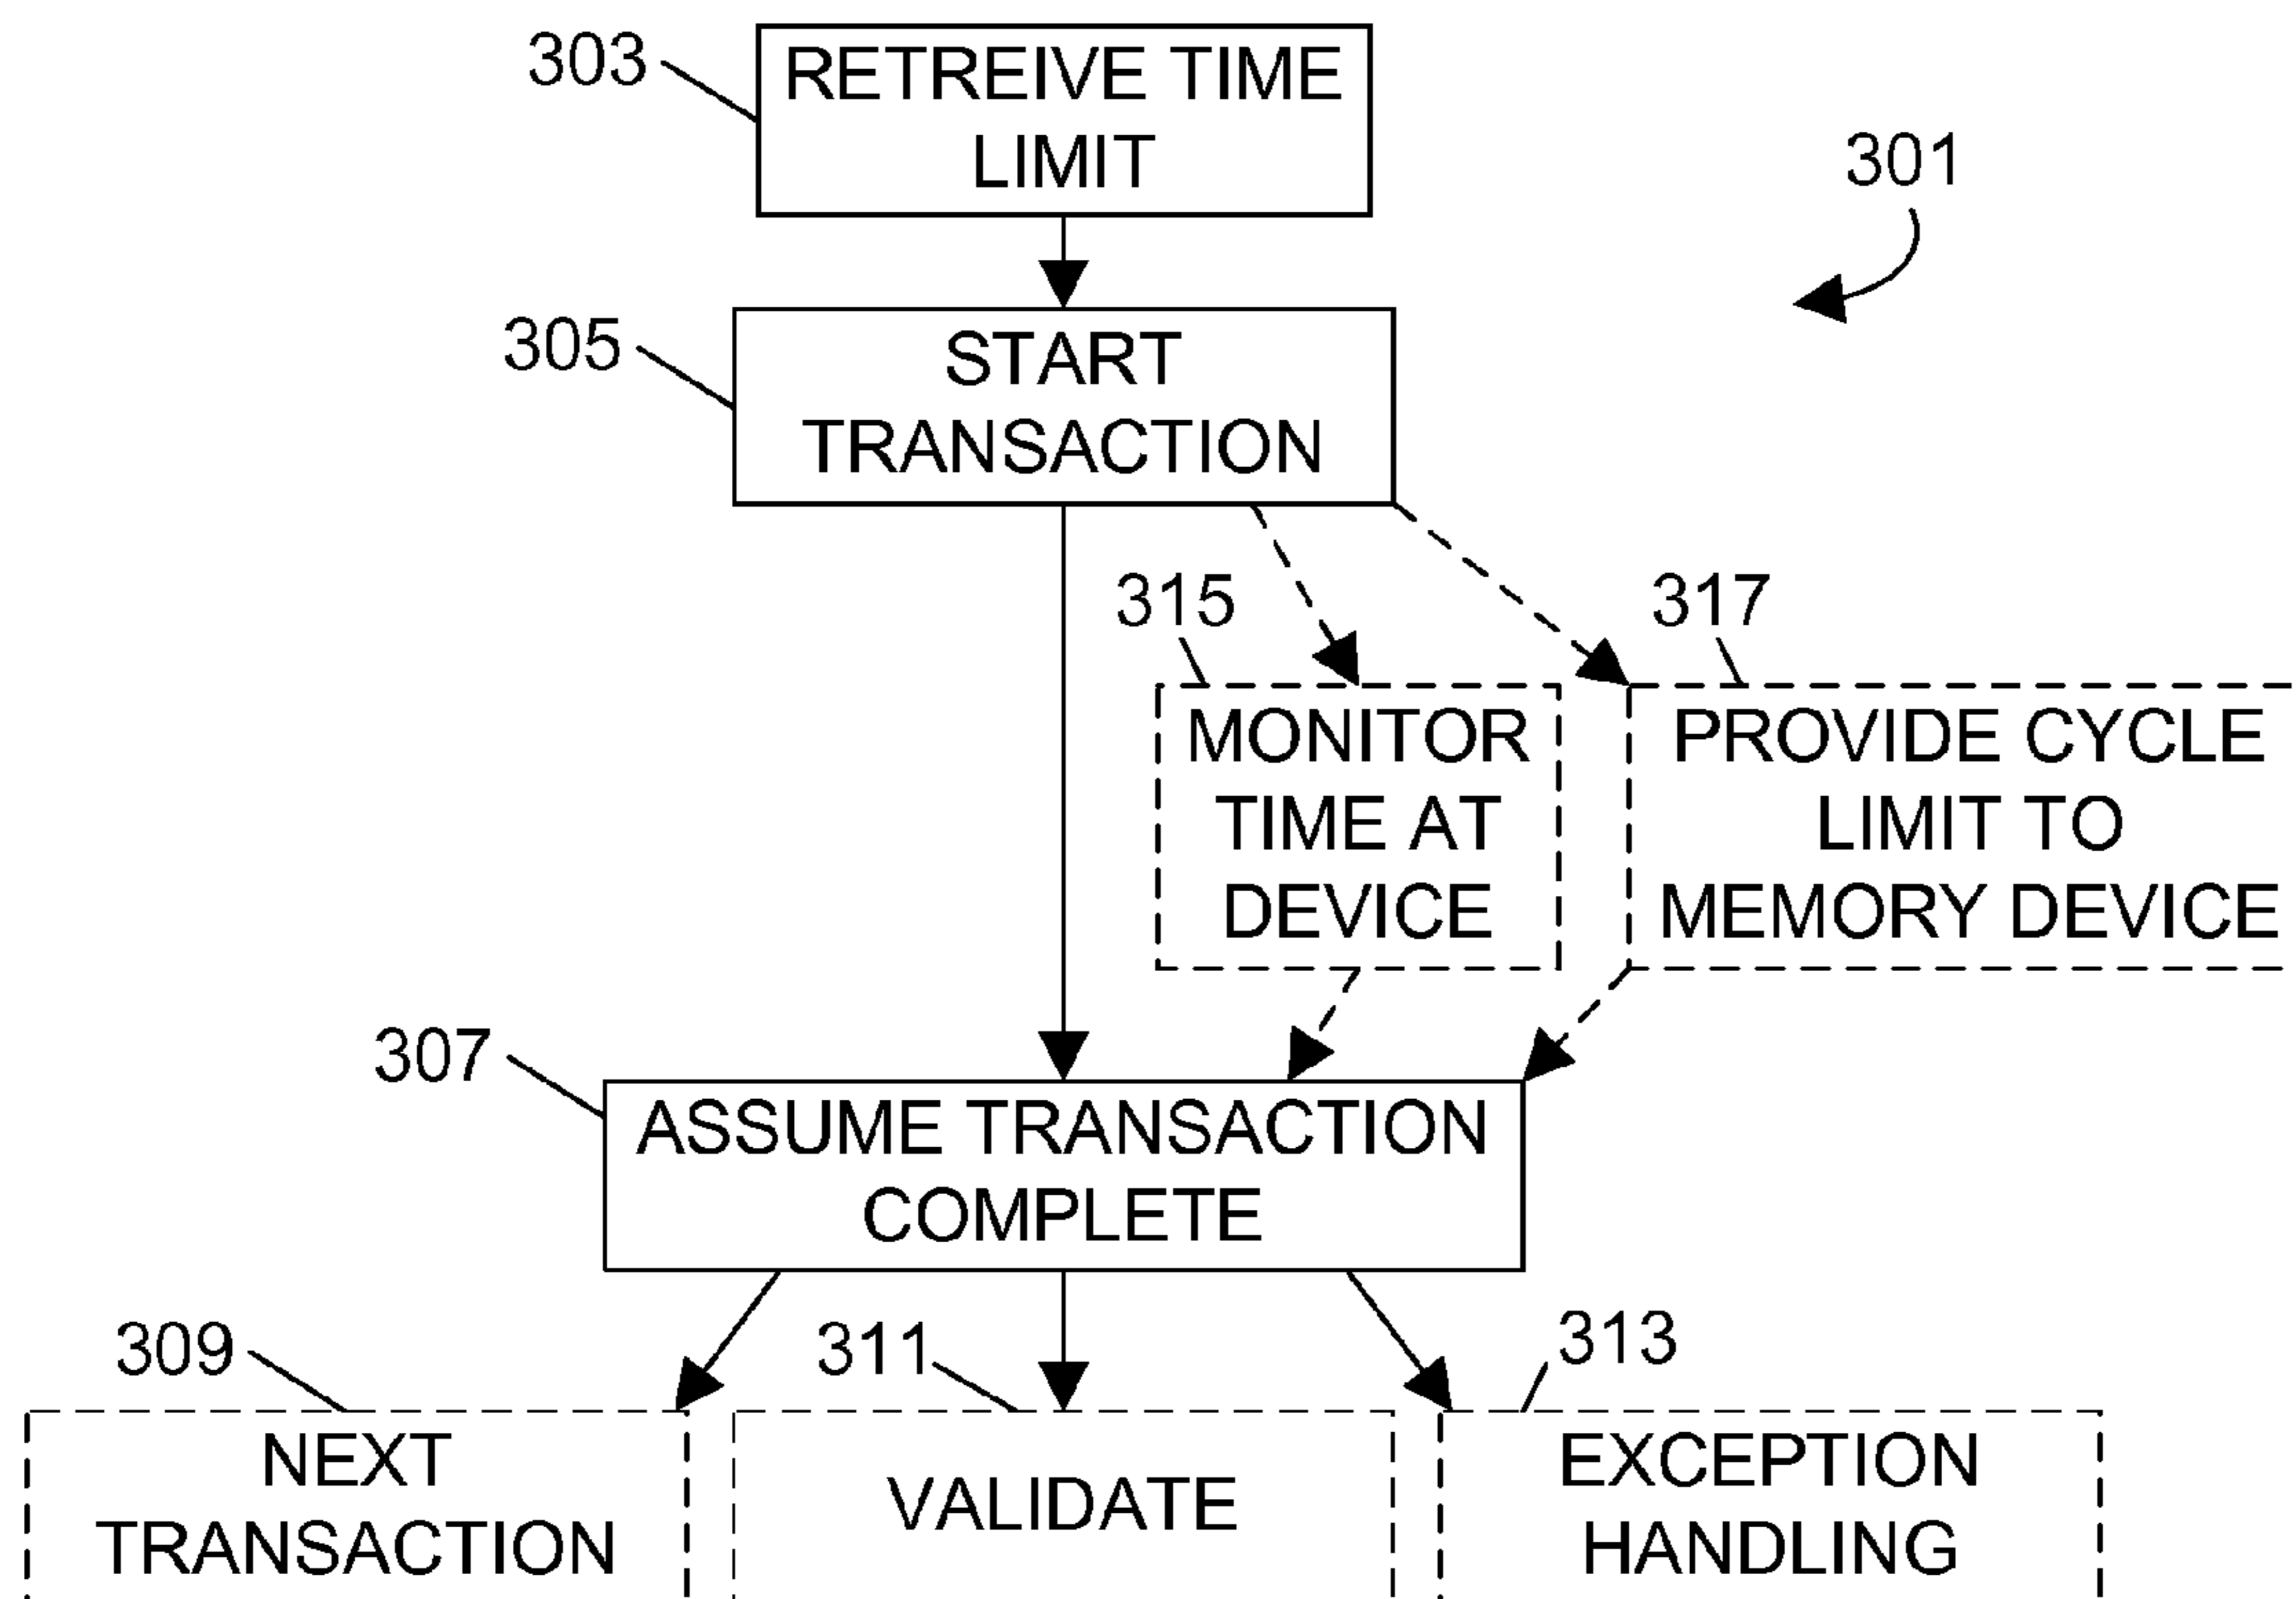 303
RETREIVE TIME
LIMIT
301
305
START
TRANSACTION
315
317
MONITOR
TIME AT
DEVICE
PROVIDE CYCLE
LIMIT TO
MEMORY DEVICE
307
ASSUME TRANSACTION
COMPLETE
309
311
313
NEXT
TRANSACTION
VALIDATE
EXCEPTION
HANDLING